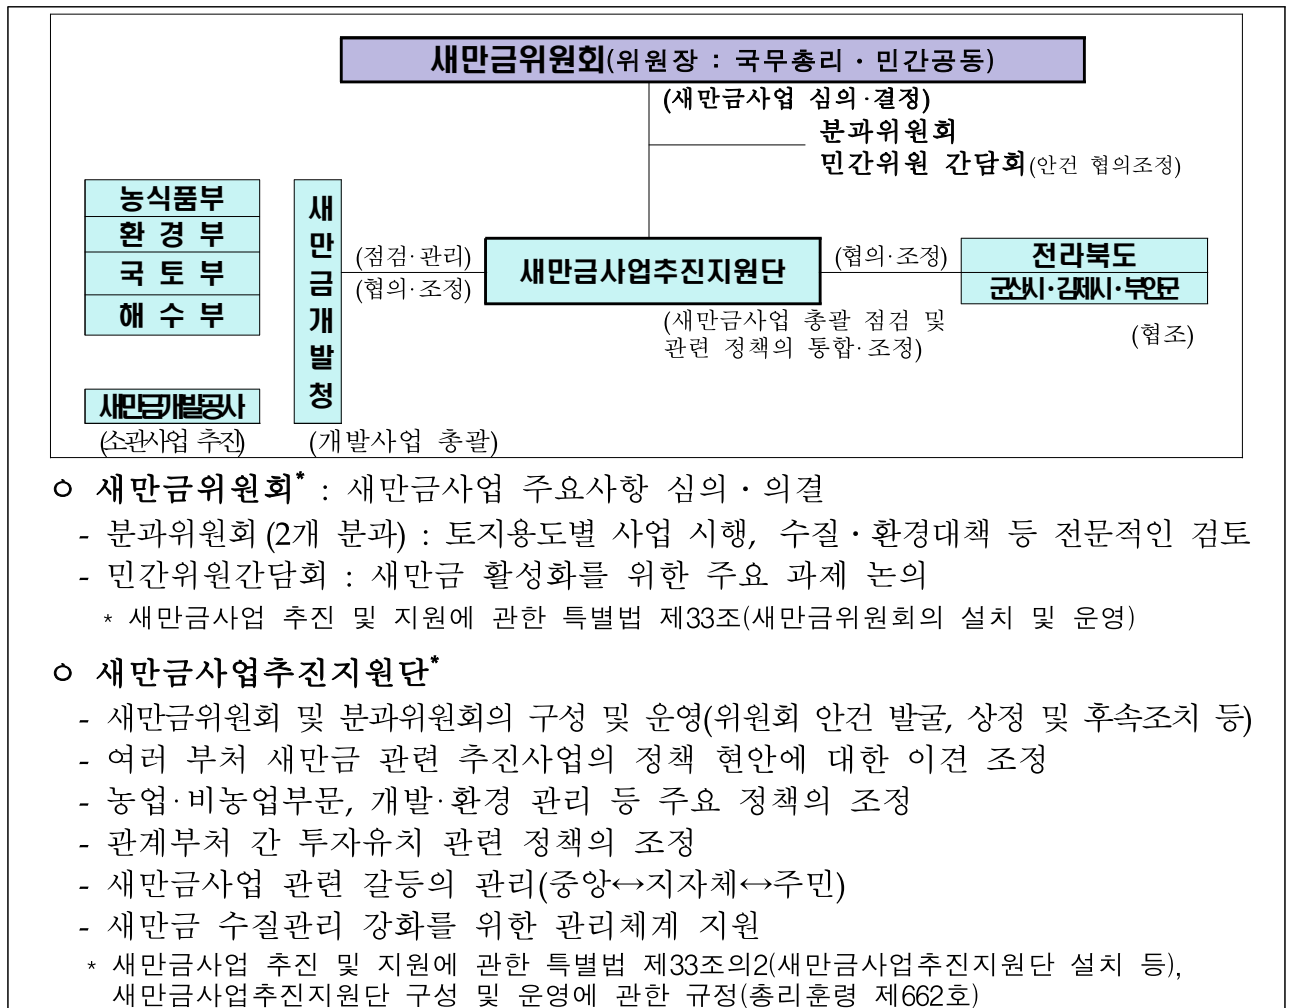 새만금위원회(위원장 : 국무총리・민간공동)
(새만금사업 심의·결정)
분과위원회
민간위원 간담회(안건 협의조정)
농식품부
환 경 부
국 토 부
해 수 부
새만금개발공사
(소관사업 추진)
새만금개발청
(개발사업 총괄)
(점검·관리)
(협의·조정)
새만금사업추진지원단
(새만금사업 총괄 점검 및
관련 정책의 통합·조정)
(협의·조정)
전라북도
군산시・김제시・부안군
(협조)
ㅇ 새만금위원회* : 새만금사업 주요사항 심의・의결
- 분과위원회(2개 분과) : 토지용도별 사업 시행, 수질・환경대책 등 전문적인 검토
- 민간위원간담회 : 새만금 활성화를 위한 주요 과제 논의
* 새만금사업 추진 및 지원에 관한 특별법 제33조(새만금위원회의 설치 및 운영)
ㅇ 새만금사업추진지원단*
- 새만금위원회 및 분과위원회의 구성 및 운영(위원회 안건 발굴, 상정 및 후속조치 등)
- 여러 부처 새만금 관련 추진사업의 정책 현안에 대한 이견 조정
- 농업·비농업부문, 개발·환경 관리 등 주요 정책의 조정
- 관계부처 간 투자유치 관련 정책의 조정
- 새만금사업 관련 갈등의 관리(중앙↔지자체↔주민)
- 새만금 수질관리 강화를 위한 관리체계 지원
* 새만금사업 추진 및 지원에 관한 특별법 제33조의2(새만금사업추진지원단 설치 등),
새만금사업추진지원단 구성 및 운영에 관한 규정(총리훈령 제662호)